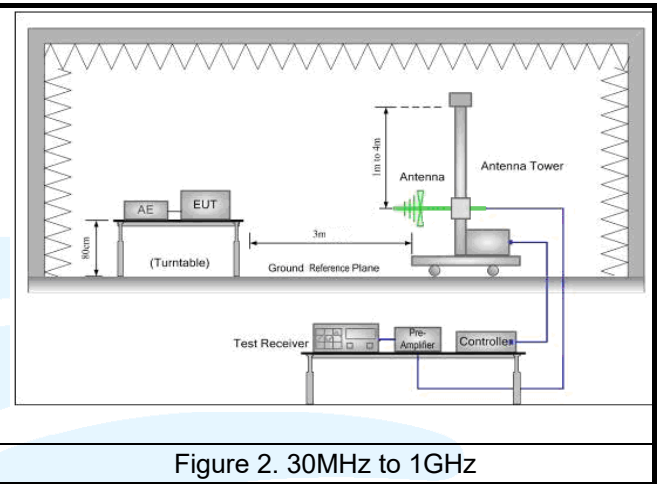 1m to 4m
Antenna
Antenna Tower
AE
EUT
80cm
(Turntable)
3m
Ground Reference Plane
Test Receiver
Pre-
Amplifier
Controller
Figure 2. 30MHz to 1GHz